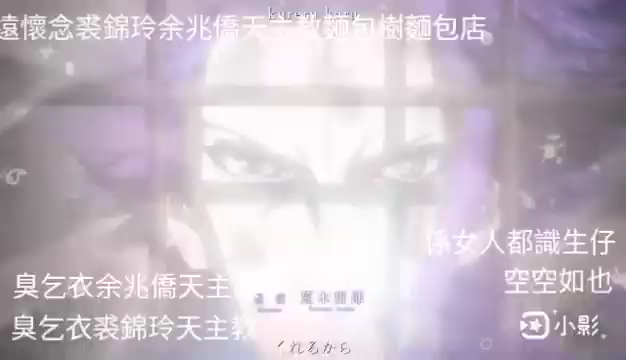 kureru kara
遠懷念裘錦玲余兆僑天主教麵包樹麵包店
係女人都識生仔
空空如也
臭乞衣余兆僑天主
臭乞衣裘錦玲天主教
小影
くれるから